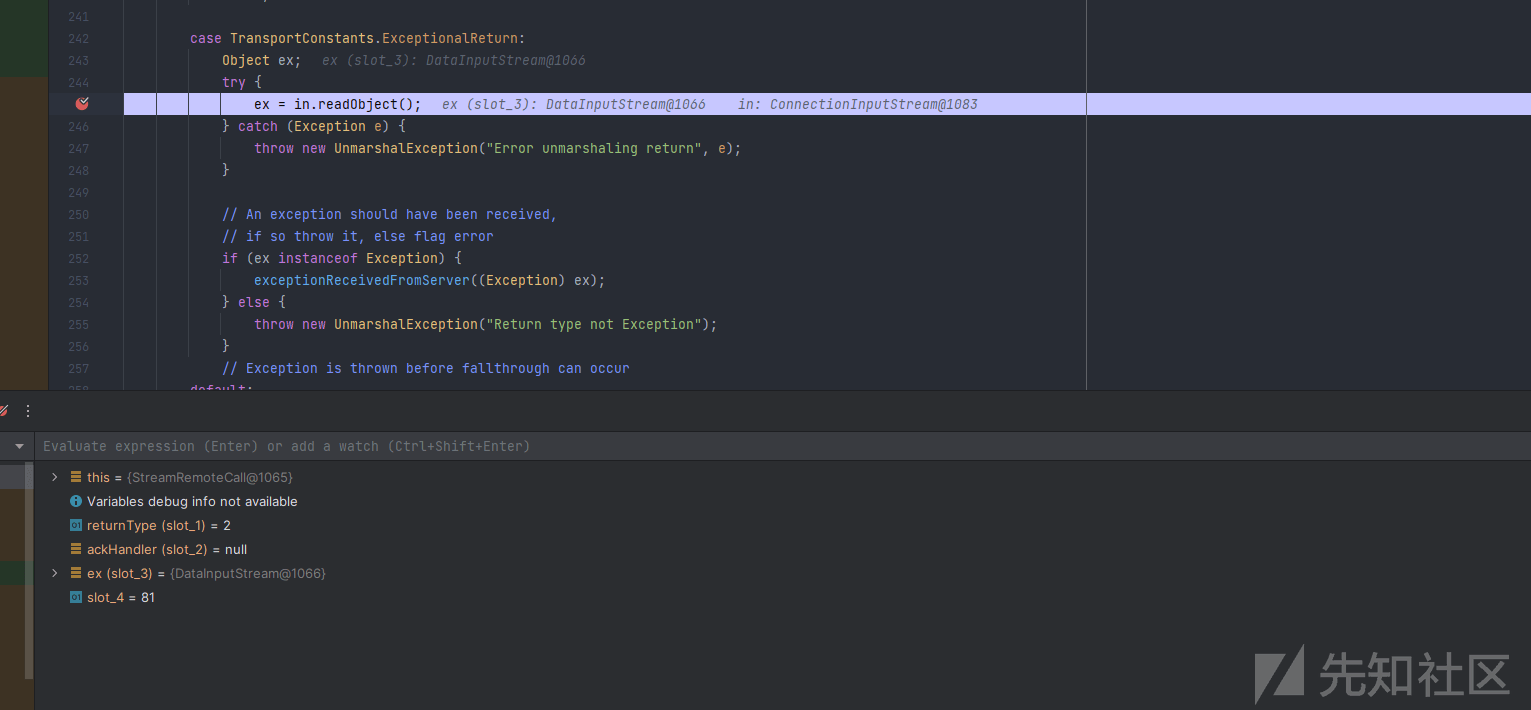 241
242 case TransportConstants.ExceptionalReturn:
243 Object ex; ex (slot_3): DataInputStream@1066
244 try {
ex = in.readObject(); ex (slot_3): DataInputStream@1066 in: ConnectionInputStream@1083
246 } catch (Exception e) {
247 throw new UnmarshalException("Error unmarshaling return", e);
248 }
249
250 // An exception should have been received,
251 // if so throw it, else flag error
252 if (ex instanceof Exception) {
253 exceptionReceivedFromServer((Exception) ex);
254 } else {
255 throw new UnmarshalException("Return type not Exception");
256 }
257 // Exception is thrown before fallthrough can occur
258 default:
Evaluate expression (Enter) or add a watch (Ctrl+Shift+Enter)
this = {StreamRemoteCall@1065}
Variables debug info not available
01 returnType (slot_1) = 2
ackHandler (slot_2) = null
ex (slot_3) = {DataInputStream@1066}
01 slot_4 = 81
先知社区